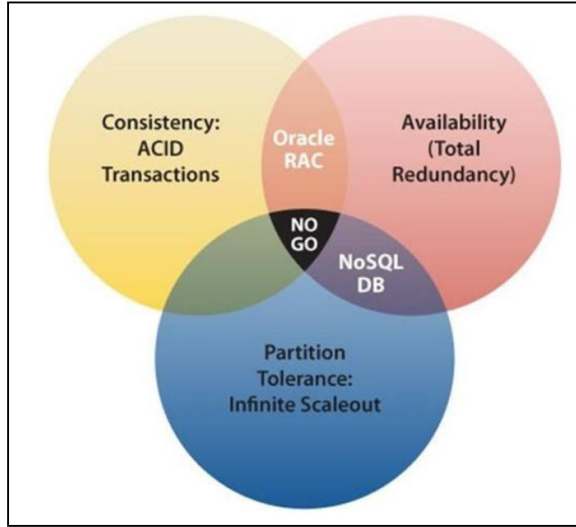 Consistency:
ACID
Transactions
Oracle
RAC
Availability
(Total
Redundancy)
NO
GO
NoSQL
DB
Partition
Tolerance:
Infinite Scaleout